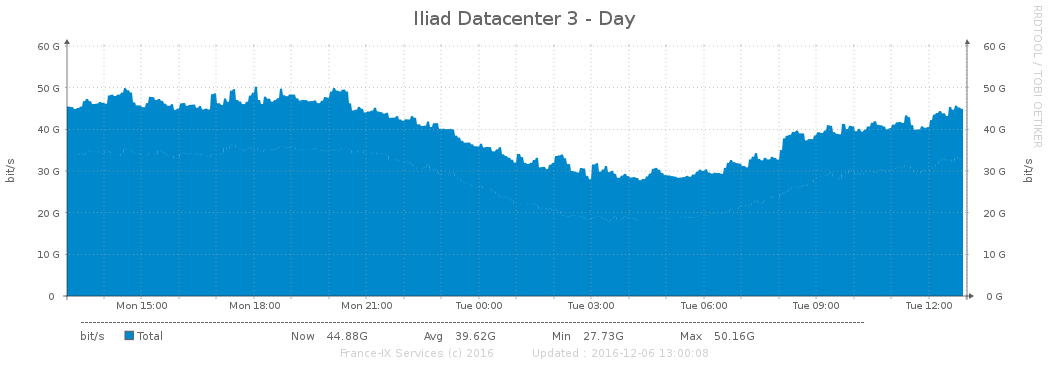 Iliad Datacenter 3 - Day
RRDTOOL / TOBI OETIKER
60 G 60 G
50 G 50 G
40 G 40 G
30 G 30 G
20 G 20 G
10 G 10 G
0 0 G
bit/s bit/s
Mon 15:00 Mon 18:00 Mon 21:00 Tue 00:00 Tue 03:00 Tue 06:00 Tue 09:00 Tue 12:00
bit/s Total Now 44.88G Avg 39.62G Min 27.73G Max 50.16G
France-IX Services (c) 2016 Updated : 2016-12-06 13:00:08